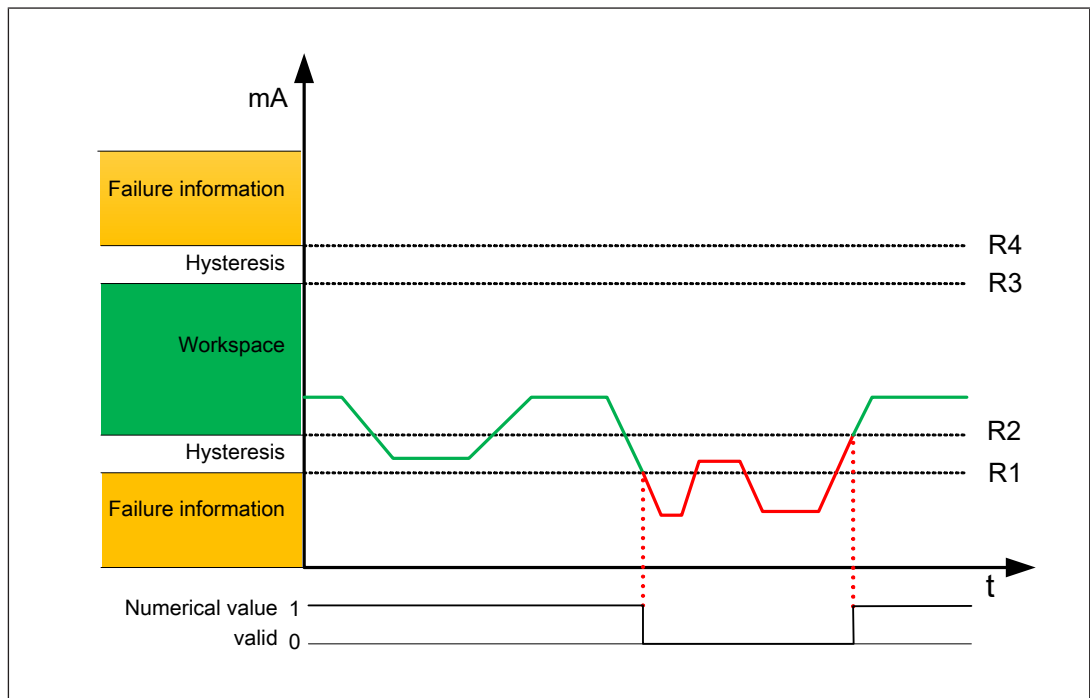 mA
Failure information
R4
Hysteresis
R3
Workspace
R2
Hysteresis
R1
Failure information
t
Numerical value 1
valid 0